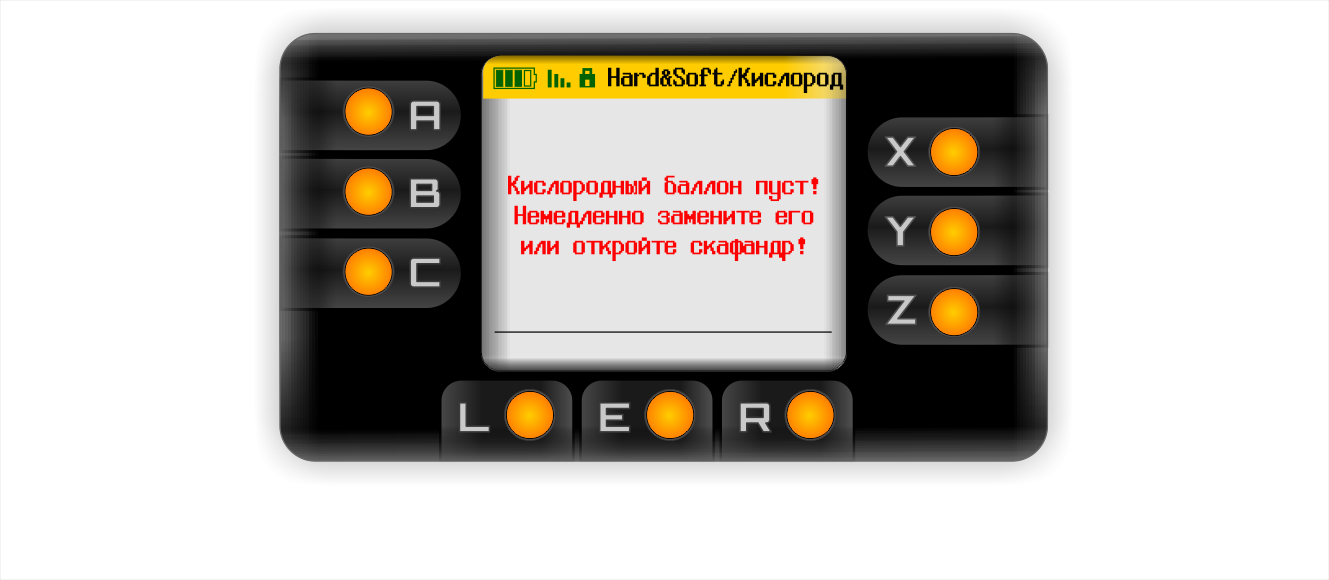 Hard&Soft/Кислород
A
B
C
X
Y
Z
Кислородный баллон пуст!
Немедленно замените его
или откройте скафандр!
L
E
R